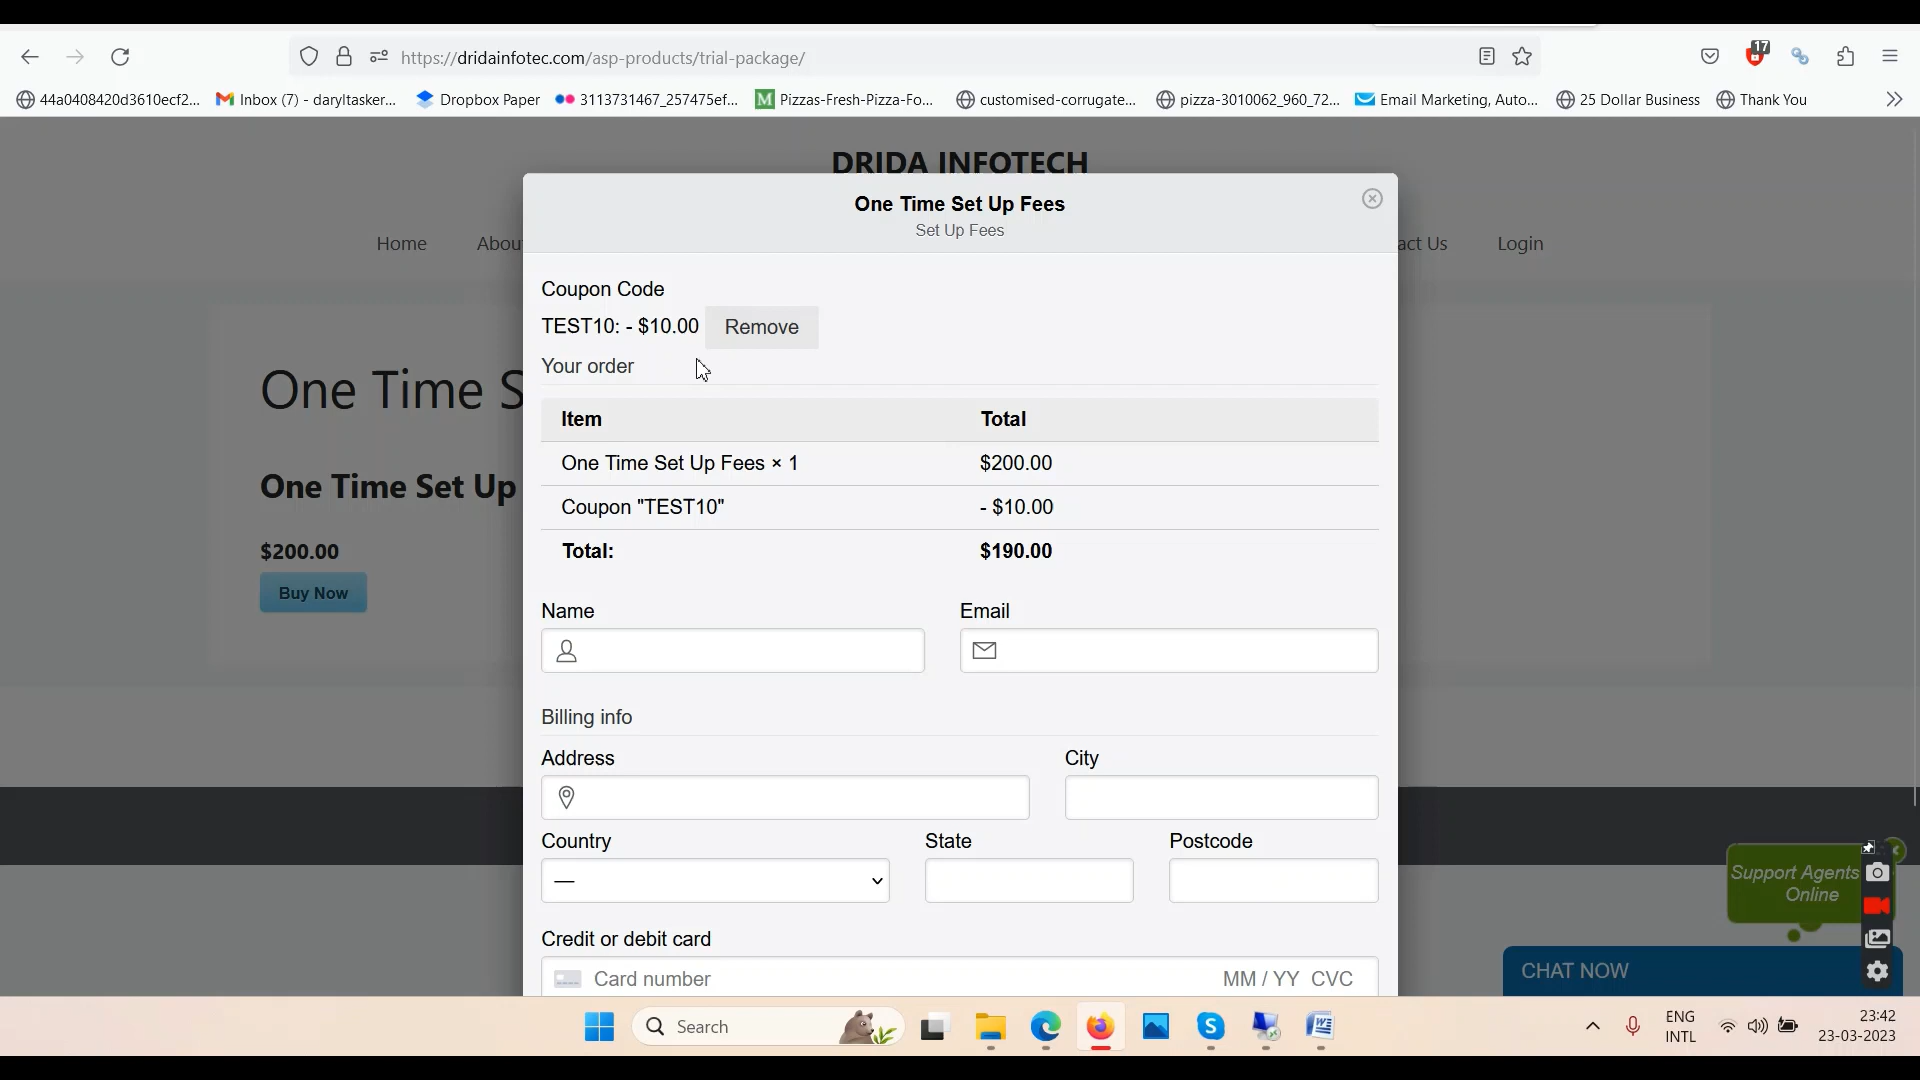 https://dridainfotec.com/asp-products/trial-package/
17
44a0408420d3610ecf2... Inbox (7) - daryltasker... Dropbox Paper 3113731467_257475ef... Pizzas-Fresh-Pizza-Fo... customised-corrugate... pizza-3010062_960_72... Email Marketing, Auto... 25 Dollar Business Thank You
DRIDA INFOTECH
Home Abou act Us Login
One Time Set Up Fees
Set Up Fees
Coupon Code
TEST10: - $10.00 Remove
Your order
Item Total
One Time Set Up Fees × 1 $200.00
Coupon "TEST10" - $10.00
Total: $190.00
Name Email
Billing info
Address City
Country State Postcode
—
Credit or debit card
Card number MM / YY CVC
One Time S
One Time Set Up
$200.00
Buy Now
Support Agents
Online
CHAT NOW
Search
ENG
INTL
23:42
23-03-2023